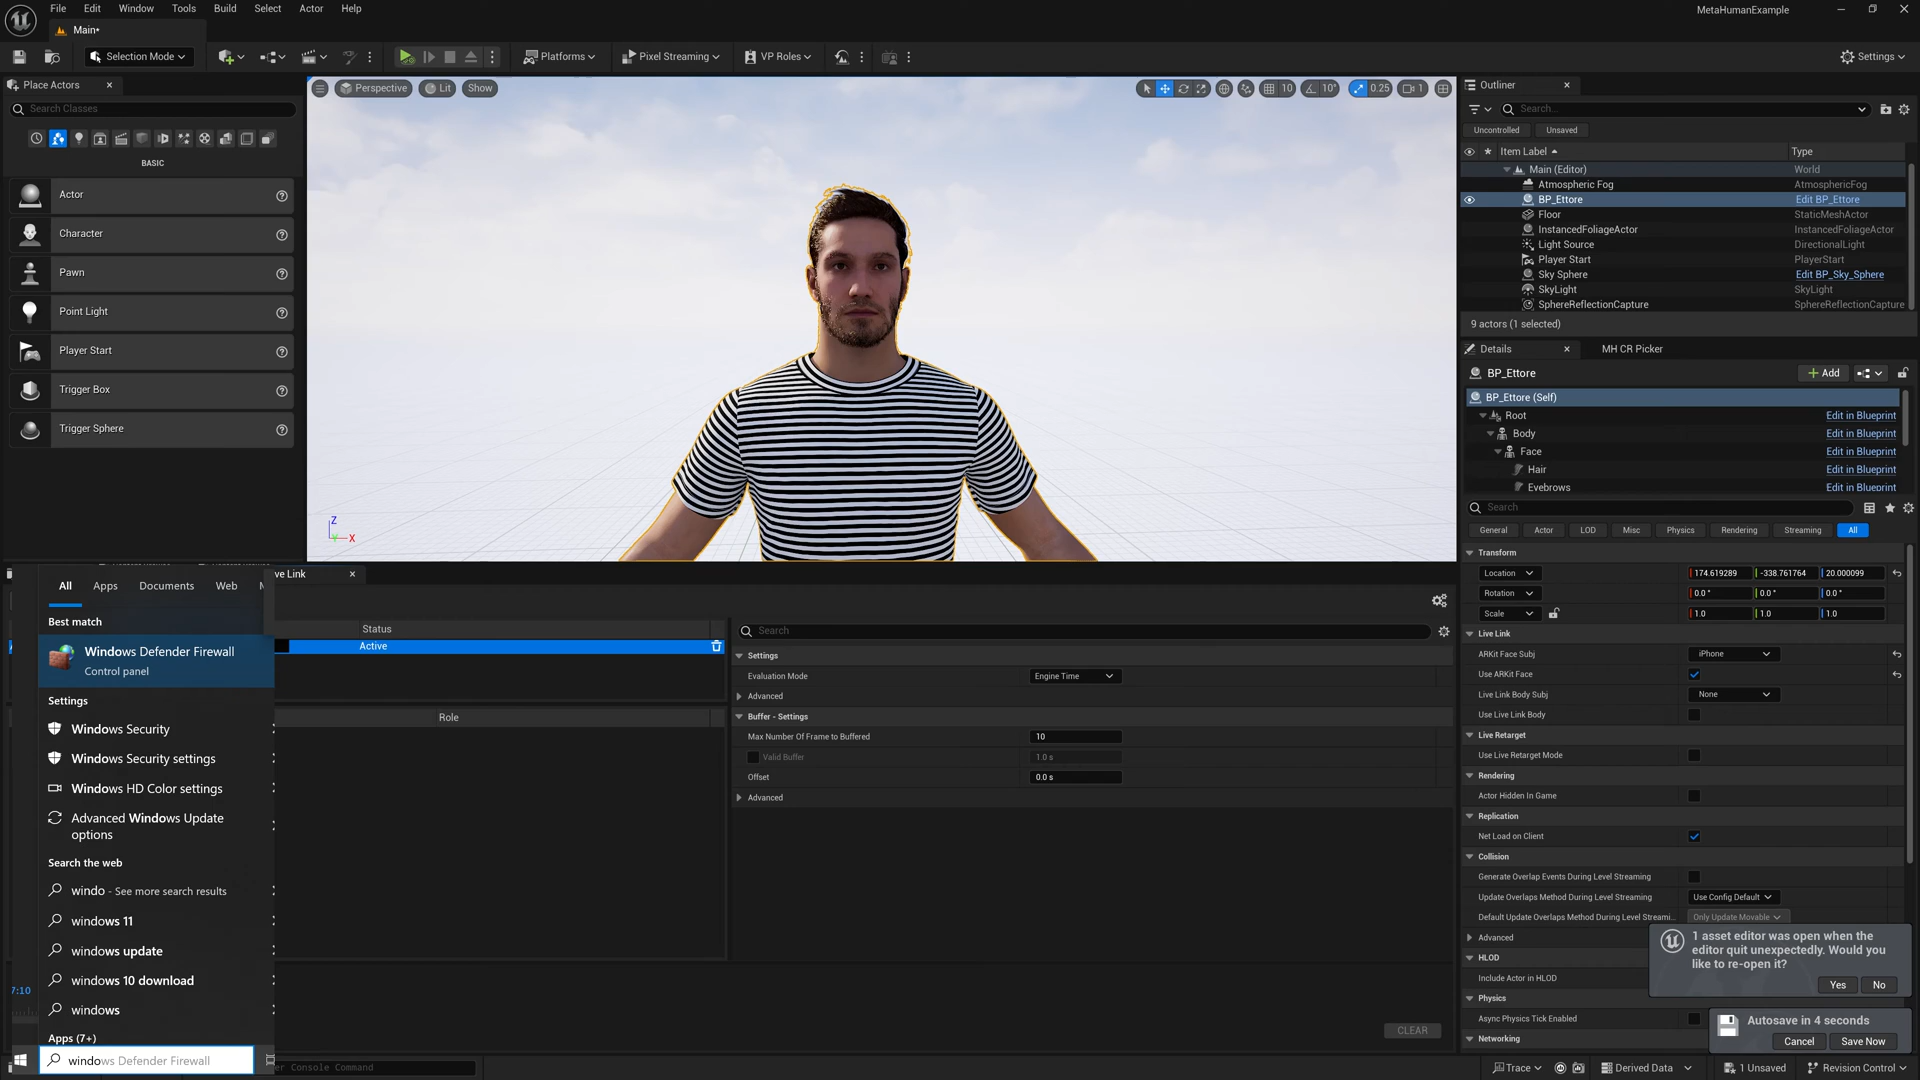 File Edit Window Tools Build Select Actor Help
MetaHumanExample
Main*
Selection Mode
Platforms
Pixel Streaming
VP Roles
Settings
Place Actors
Search Classes
BASIC
Actor
Character
Pawn
Point Light
Player Start
Trigger Box
Trigger Sphere
Perspective Lit Show
10 10° 0.25 1
Z
X
Outliner
Search...
Uncontrolled Unsaved
Item Label Type
Main (Editor) World
Atmospheric Fog AtmosphericFog
BP_Ettore Edit BP_Ettore
Floor StaticMeshActor
InstancedFoliageActor InstancedFoliageActor
Light Source DirectionalLight
Player Start PlayerStart
Sky Sphere Edit BP_Sky_Sphere
SkyLight SkyLight
SphereReflectionCapture SphereReflectionCapture
9 actors (1 selected)
Details MH CR Picker
BP_Ettore
Add
BP_Ettore (Self)
Root Edit in Blueprint
Body Edit in Blueprint
Face Edit in Blueprint
Hair Edit in Blueprint
Eyebrows Edit in Blueprint
Search
General Actor LOD Misc Physics Rendering Streaming All
Transform
Location 174.619289 -338.761764 20.000099
Rotation 0.0 ° 0.0 ° 0.0 °
Scale 1.0 1.0 1.0
Live Link
ARKit Face Subj iPhone
Use ARKit Face
Live Link Body Subj None
Use Live Link Body
Live Retarget
Use Live Retarget Mode
Rendering
Actor Hidden In Game
Replication
Net Load on Client
Collision
Generate Overlap Events During Level Streaming
Update Overlaps Method During Level Streaming Use Config Default
Default Update Overlaps Method During Level Streami... Only Update Movable
Advanced
HLOD
Include Actor in HLOD
Physics
Async Physics Tick Enabled
Networking
1 asset editor was open when the
editor quit unexpectedly. Would you
like to re-open it?
Yes No
Autosave in 4 seconds
Cancel Save Now
ve Link
Status
Active
Role
Search
Settings
Evaluation Mode Engine Time
Advanced
Buffer - Settings
Max Number Of Frame to Buffered 10
Valid Buffer 1.0 s
Offset 0.0 s
Advanced
CLEAR
All Apps Documents Web
Best match
Windows Defender Firewall
Control panel
Settings
Windows Security
Windows Security settings
Windows HD Color settings
Advanced Windows Update
options
Search the web
windo - See more search results
windows 11
windows update
windows 10 download
windows
Apps (7+)
windows Defender Firewall
7:10
er Console Command
Trace Derived Data 1 Unsaved Revision Control